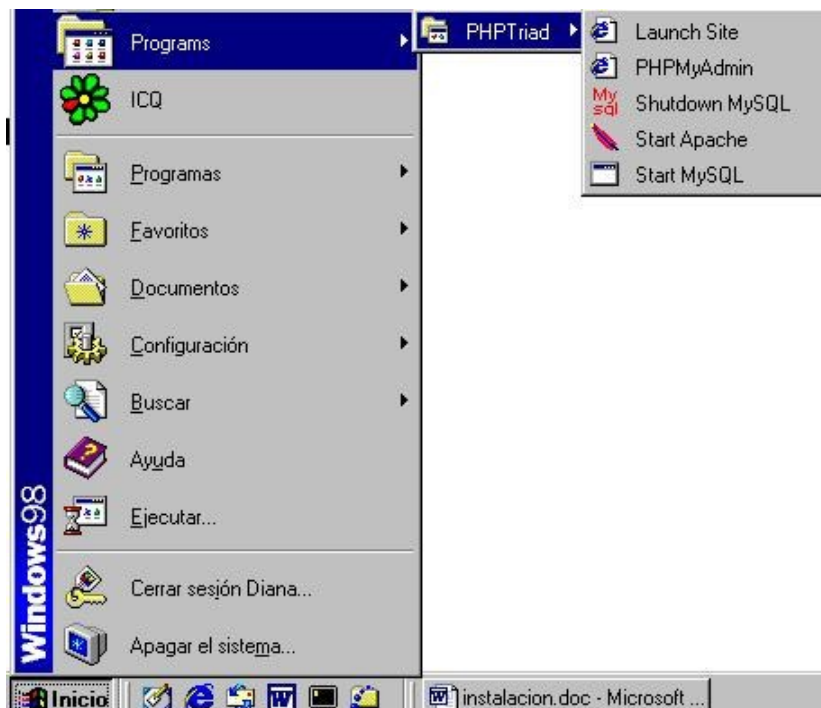 Programs
PHPTriad
Launch Site
PHPMyAdmin
My sql Shutdown MySQL
Start Apache
Start MySQL
ICQ
Programas
Favoritos
Documentos
Configuración
Buscar
Ayuda
Ejecutar...
Cerrar sesión Diana...
Apagar el sistema...
Windows98
Inicio
instalacion.doc - Microsoft ...